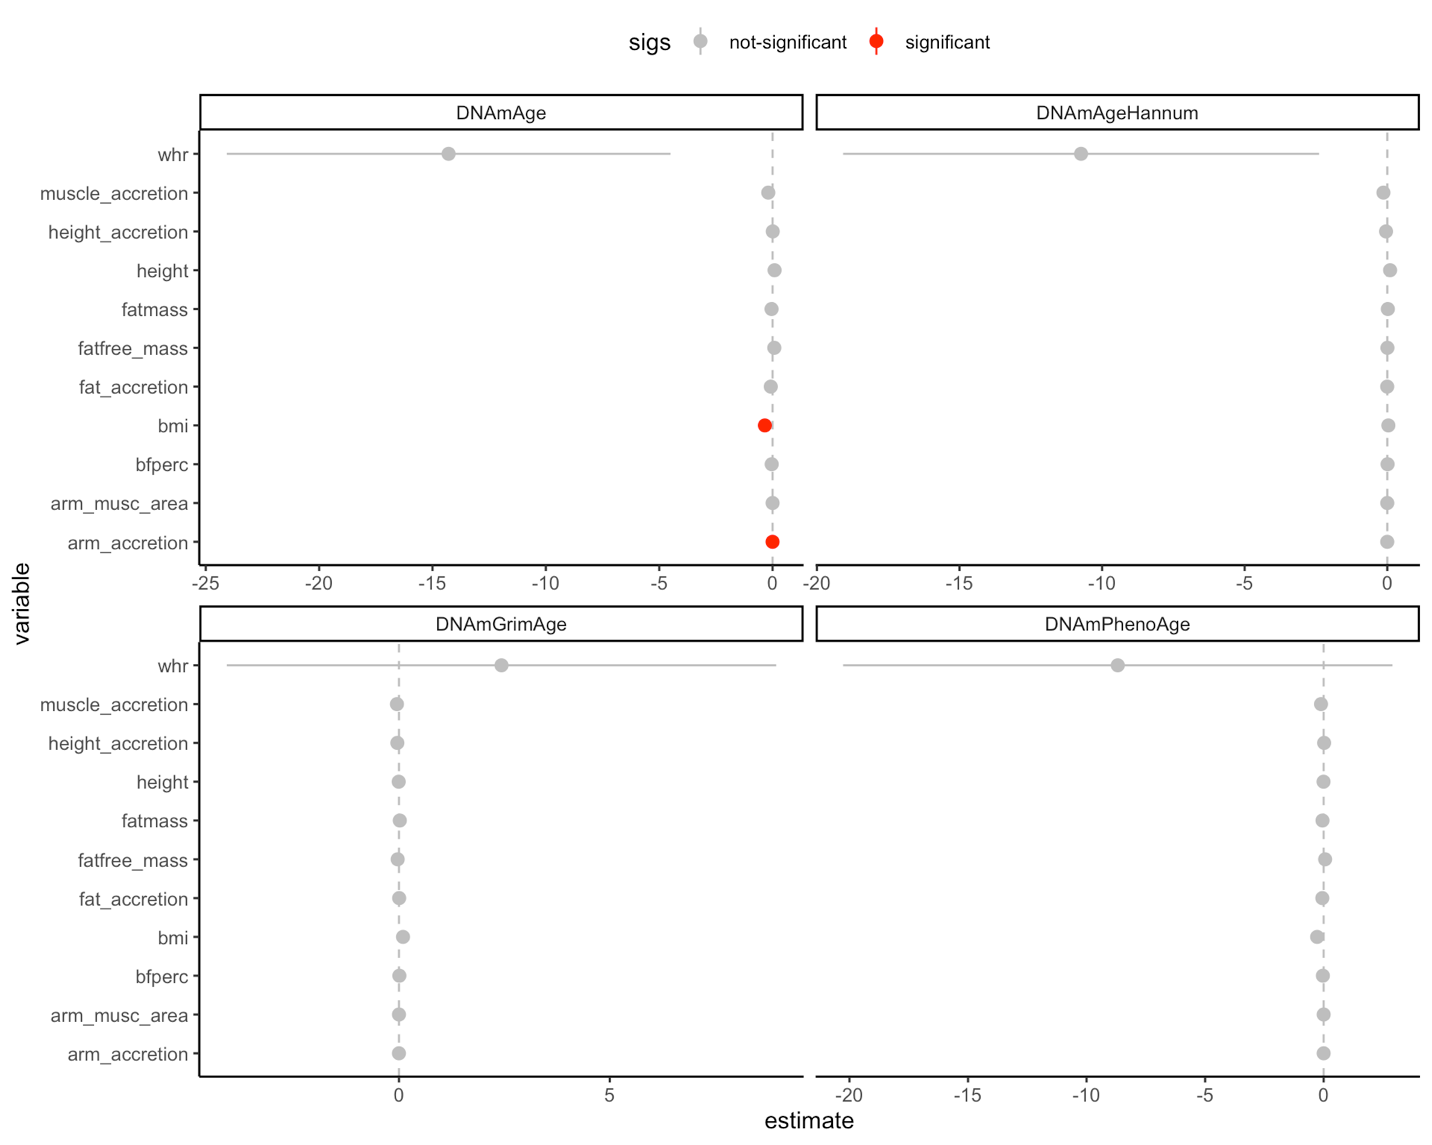 sigs not-significant significant
DNAmAge DNAmAgeHannum
whr
muscle_accretion
height_accretion
height
fatmass
fatfree_mass
fat_accretion
bmi
bfperc
arm_musc_area
arm_accretion
-25 -20 -15 -10 -5 0 -20 -15 -10 -5 0
variable
DNAmGrimAge DNAmPhenoAge
whr
muscle_accretion
height_accretion
height
fatmass
fatfree_mass
fat_accretion
bmi
bfperc
arm_musc_area
arm_accretion
0 5 -20 -15 -10 -5 0
estimate